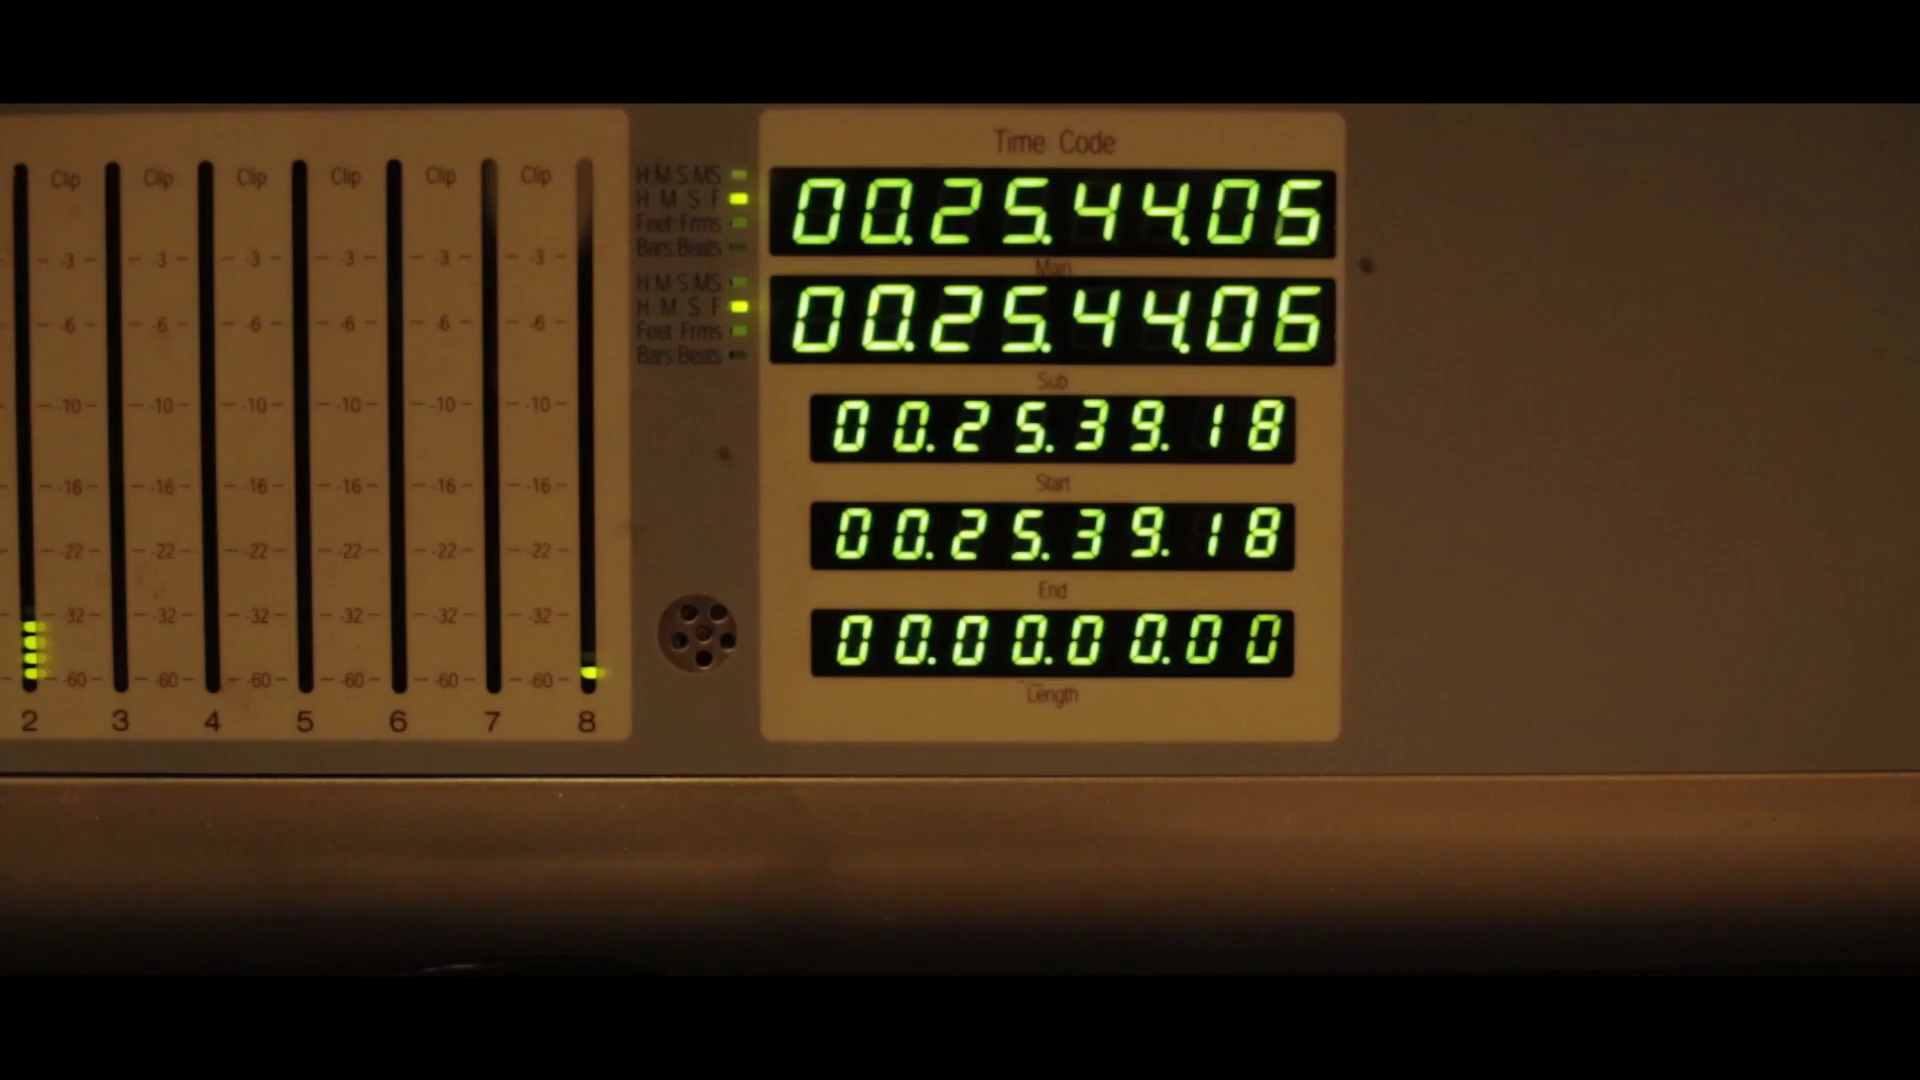 Time Code
Clip Clip Clip Clip Clip Clip
H:M:S:MS
H:M:S:F
Feet:Frms
Bars:Beats
00.25.44.05
Main
H:M:S:MS
H:M:S:F
Feet:Frms
Bars:Beats
00.25.44.06
Sub
00.25.39.18
Start
00.25.39.18
End
00.00.00.00
Length
-3 -3 -3 -3 -3 -3
-6 -6 -6 -6 -6 -6
-10 -10 -10 -10 -10 -10
-16 -16 -16 -16 -16 -16
-22 -22 -22 -22 -22 -22
-32 -32 -32 -32 -32 -32
-60 -60 -60 -60 -60 -60
2 3 4 5 6 7 8